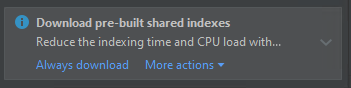 Download pre-built shared indexes
Reduce the indexing time and CPU load with...
Always download More actions